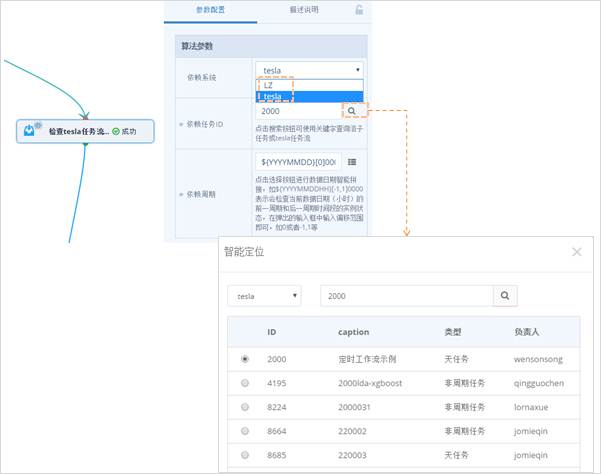 参数配置 描述说明
算法参数
依赖系统 tesla
LZ
tesla
依赖任务ID 2000
点击搜索按钮可使用关键字查询洛子
任务或tesla任务流
检查tesla任务流... 成功
依赖周期 ${YYYYMMDD}[0]00(
点击选择按钮进行数据日期智能拼
接，如${YYYYMMDDHH}[-1,1]0000
表示会检查当前数据日期（小时）的
前一周期和后一周期时间段的实例状
态，在弹出的输入框中输入偏移范围
即可，如0或者-1,1等
智能定位
tesla 2000
ID caption 类型 负责人
2000 定时工作流示例 天任务 wensonsong
4195 2000lda-xgboost 非周期任务 qingguochen
8224 2000031 非周期任务 lornaxue
8664 220002 非周期任务 jomieqin
8685 220003 天任务 jomieqin